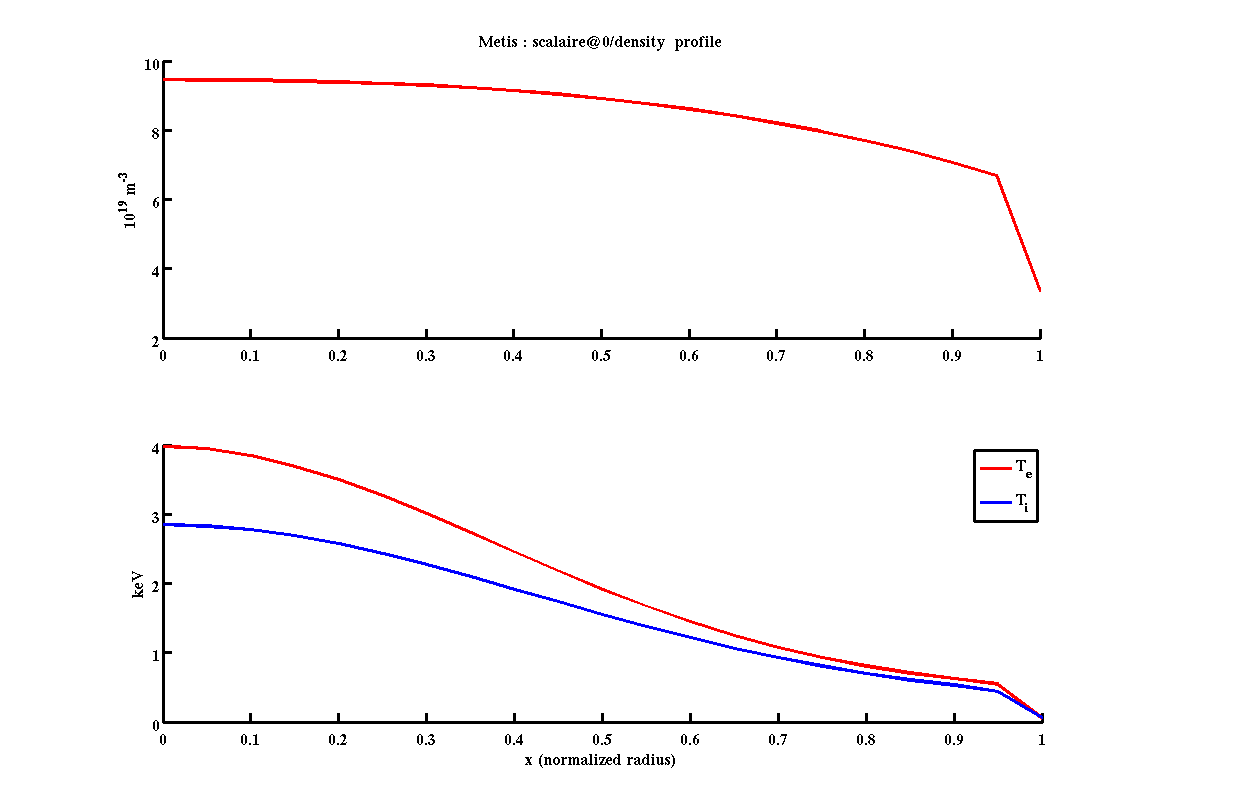 Metis : scalaire@0/density profile
10
8
6
4
2
10^19 m^-3
0 0.1 0.2 0.3 0.4 0.5 0.6 0.7 0.8 0.9 1
4
3
2
1
0
keV
T_e
T_i
0 0.1 0.2 0.3 0.4 0.5 0.6 0.7 0.8 0.9 1
x (normalized radius)